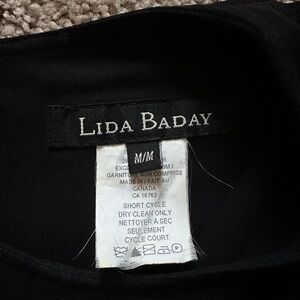 LIDA BADAY
M/M
GARNITURE NON COMPRISE
MADE IN / FAIT AU
CANADA
CA 16762
SHORT CYCLE
DRY CLEAN ONLY
NETTOYER A SEC
SEULEMENT
CYCLE COURT